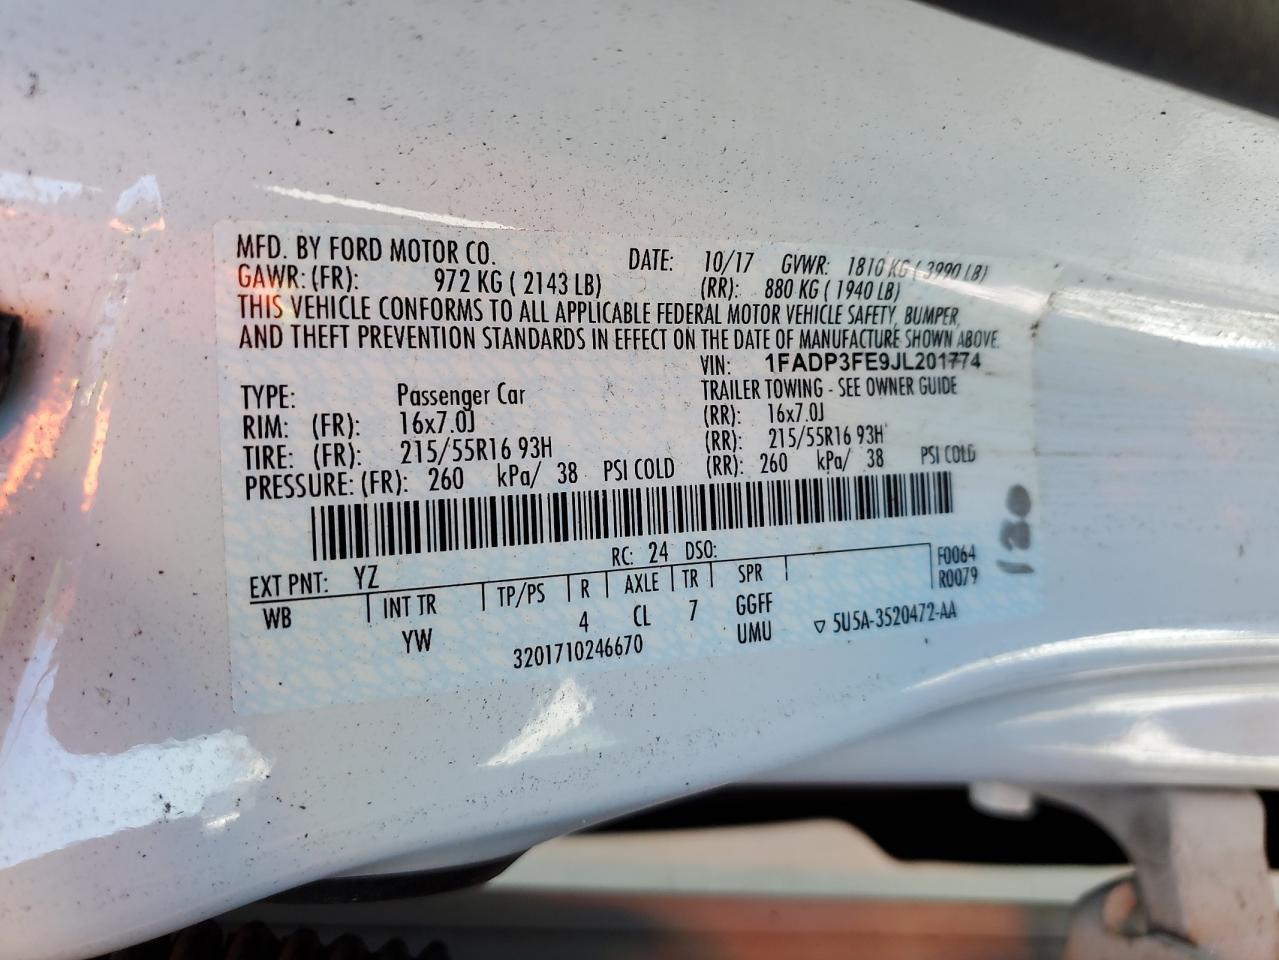 MFD. BY FORD MOTOR CO. DATE: 10/17 GVWR: 1810 KG ( 3990 LB)
GAWR: (FR): 972 KG ( 2143 LB) (RR): 880 KG ( 1940 LB)
THIS VEHICLE CONFORMS TO ALL APPLICABLE FEDERAL MOTOR VEHICLE SAFETY, BUMPER,
AND THEFT PREVENTION STANDARDS IN EFFECT ON THE DATE OF MANUFACTURE SHOWN ABOVE.
VIN: 1FADP3FE9JL201774
TYPE: Passenger Car TRAILER TOWING - SEE OWNER GUIDE
RIM: (FR): 16x7.0J (RR): 16x7.0J
TIRE: (FR): 215/55R16 93H (RR): 215/55R16 93H
PRESSURE: (FR): 260 kPa/ 38 PSI COLD (RR): 260 kPa/ 38 PSI COLD
EXT PNT: YZ RC: 24 DSO: F0064
WB INT TR TP/PS R AXLE TR SPR R0079
YW 4 CL 7 GGFF
3201710246670 UMU ▽ 5U5A-3520472-AA